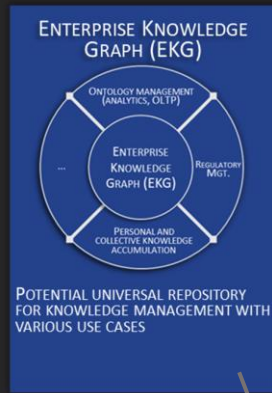 ENTERPRISE KNOWLEDGE
GRAPH (EKG)
ONTOLOGY MANAGEMENT
(ANALYTICS, OLTP)
...
ENTERPRISE
KNOWLEDGE
GRAPH (EKG)
REGULATORY
MGT.
PERSONAL AND
COLLECTIVE KNOWLEDGE
ACCUMULATION
POTENTIAL UNIVERSAL REPOSITORY
FOR KNOWLEDGE MANAGEMENT WITH
VARIOUS USE CASES